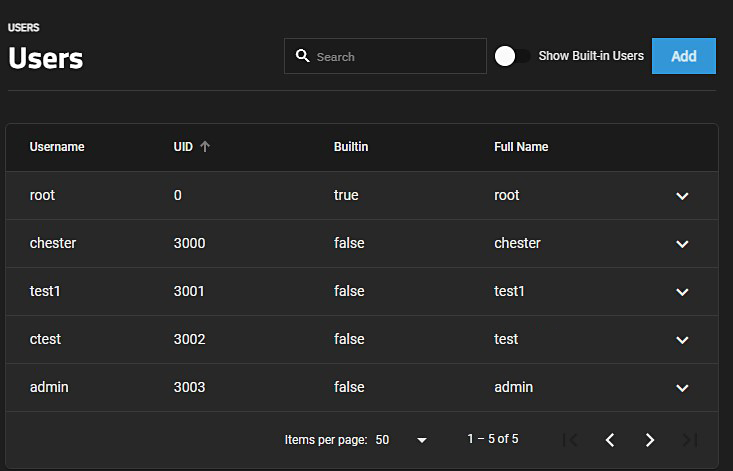 USERS
Users
Search
Show Built-in Users
Add
Username UID Builtin Full Name
root 0 true root
chester 3000 false chester
test1 3001 false test1
ctest 3002 false test
admin 3003 false admin
Items per page: 50 1 – 5 of 5